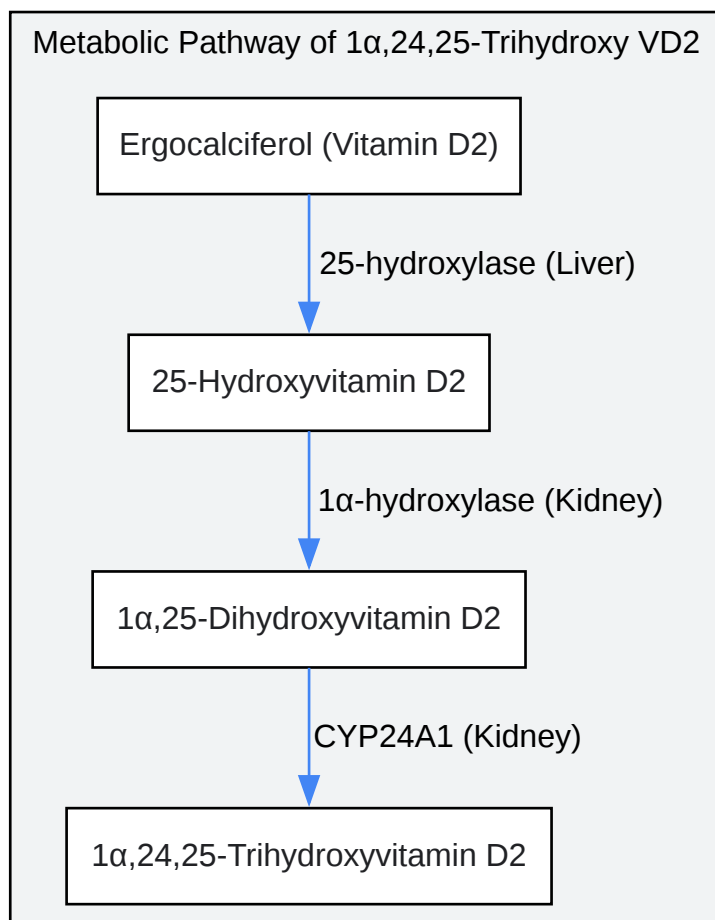 Metabolic Pathway of 1α,24,25-Trihydroxy VD2
Ergocalciferol (Vitamin D2)
25-hydroxylase (Liver)
25-Hydroxyvitamin D2
1α-hydroxylase (Kidney)
1α,25-Dihydroxyvitamin D2
CYP24A1 (Kidney)
1α,24,25-Trihydroxyvitamin D2